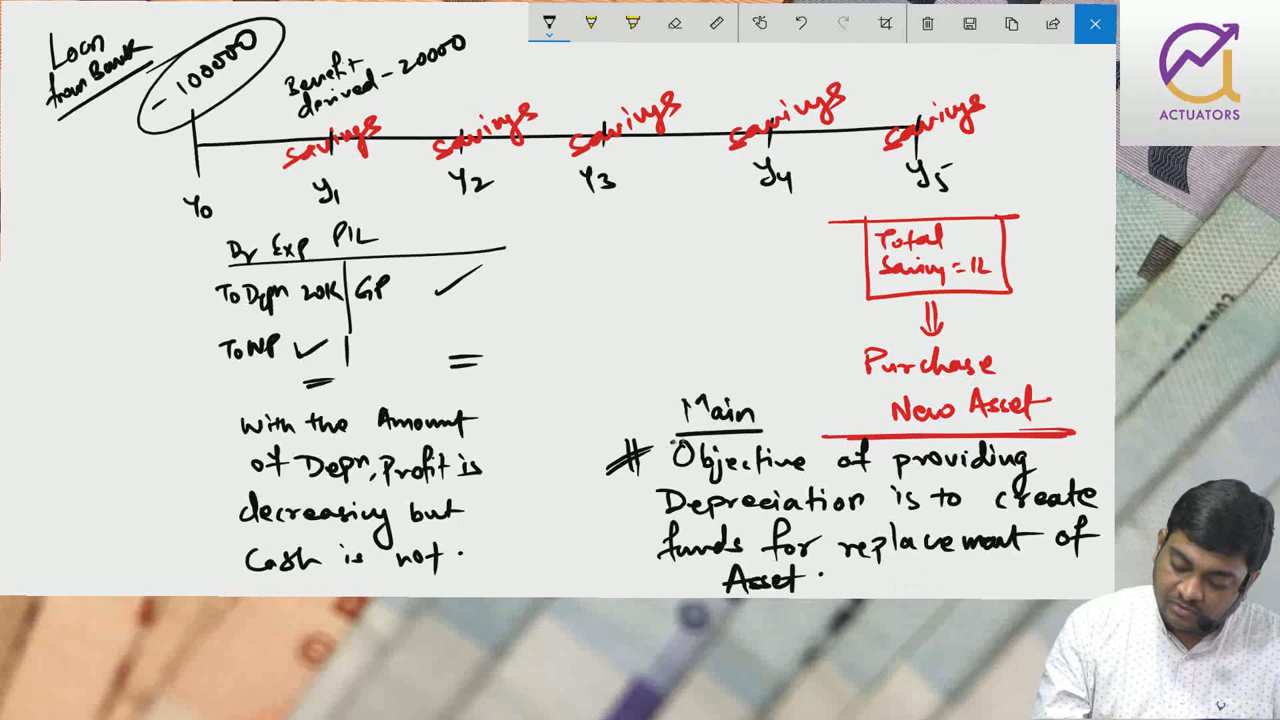 Loan
from Bank
-100000
Benefit
derived - 20000
savings savings savings savings savings
Y0 Y1 Y2 Y3 Y4 Y5
Dr Exp P/L
To Depn 20K GP
To NP
With the Amount
of Depn, Profit is
decreasing but
Cash is not.
Total
Saving = 1L
Purchase
New Asset
Main
# Objective of providing
Depreciation is to create
funds for replacement of
Asset.
ACTUATORS